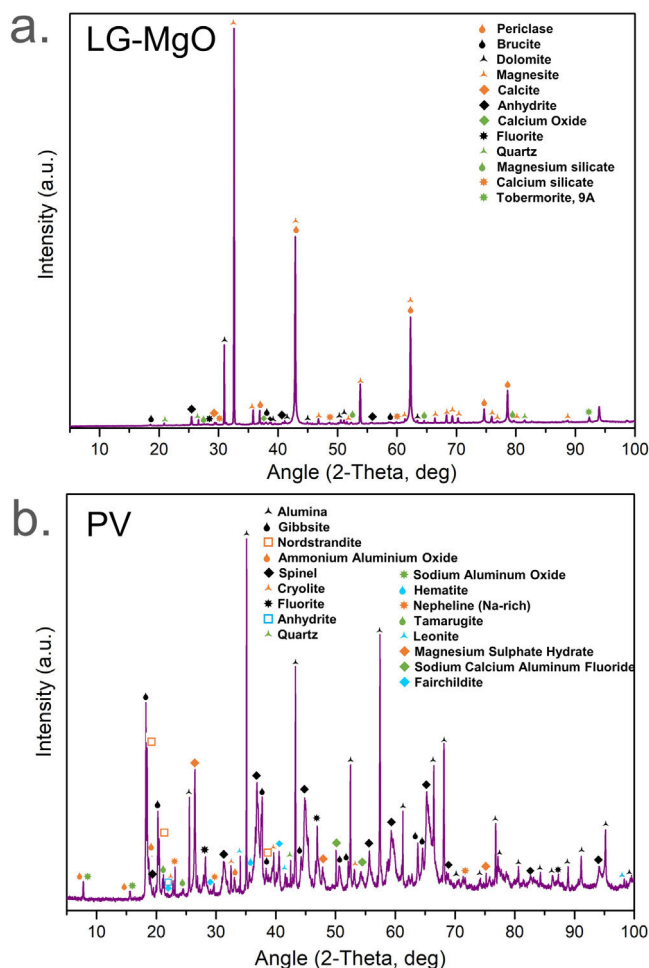 a.
LG-MgO
Periclase
Brucite
Dolomite
Magnesite
Calcite
Anhydrite
Calcium Oxide
Fluorite
Quartz
Magnesium silicate
Calcium silicate
Tobermorite, 9A
Intensity (a.u.)
10 20 30 40 50 60 70 80 90 100
Angle (2-Theta, deg)
b.
PV
Alumina
Gibbsite
Nordstrandite
Ammonium Aluminium Oxide
Spinel
Cryolite
Fluorite
Anhydrite
Quartz
Sodium Aluminum Oxide
Hematite
Nepheline (Na-rich)
Tamarugite
Leonite
Magnesium Sulphate Hydrate
Sodium Calcium Aluminum Fluoride
Fairchildite
Intensity (a.u.)
10 20 30 40 50 60 70 80 90 100
Angle (2-Theta, deg)